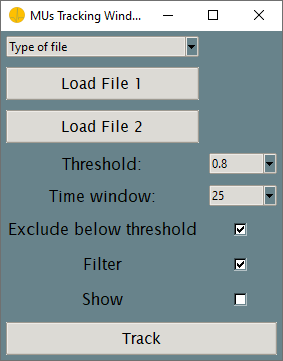 MUs Tracking Wind...
Type of file
Load File 1
Load File 2
Threshold: 0.8
Time window: 25
Exclude below threshold
Filter
Show
Track